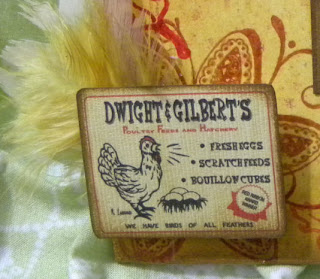 DWIGHT & GILBERT'S
POULTRY FEEDS AND HATCHERY
• FRESH EGGS
• SCRATCH FEEDS
• BOUILLON CUBES
WE HAVE BIRDS OF ALL FEATHERS